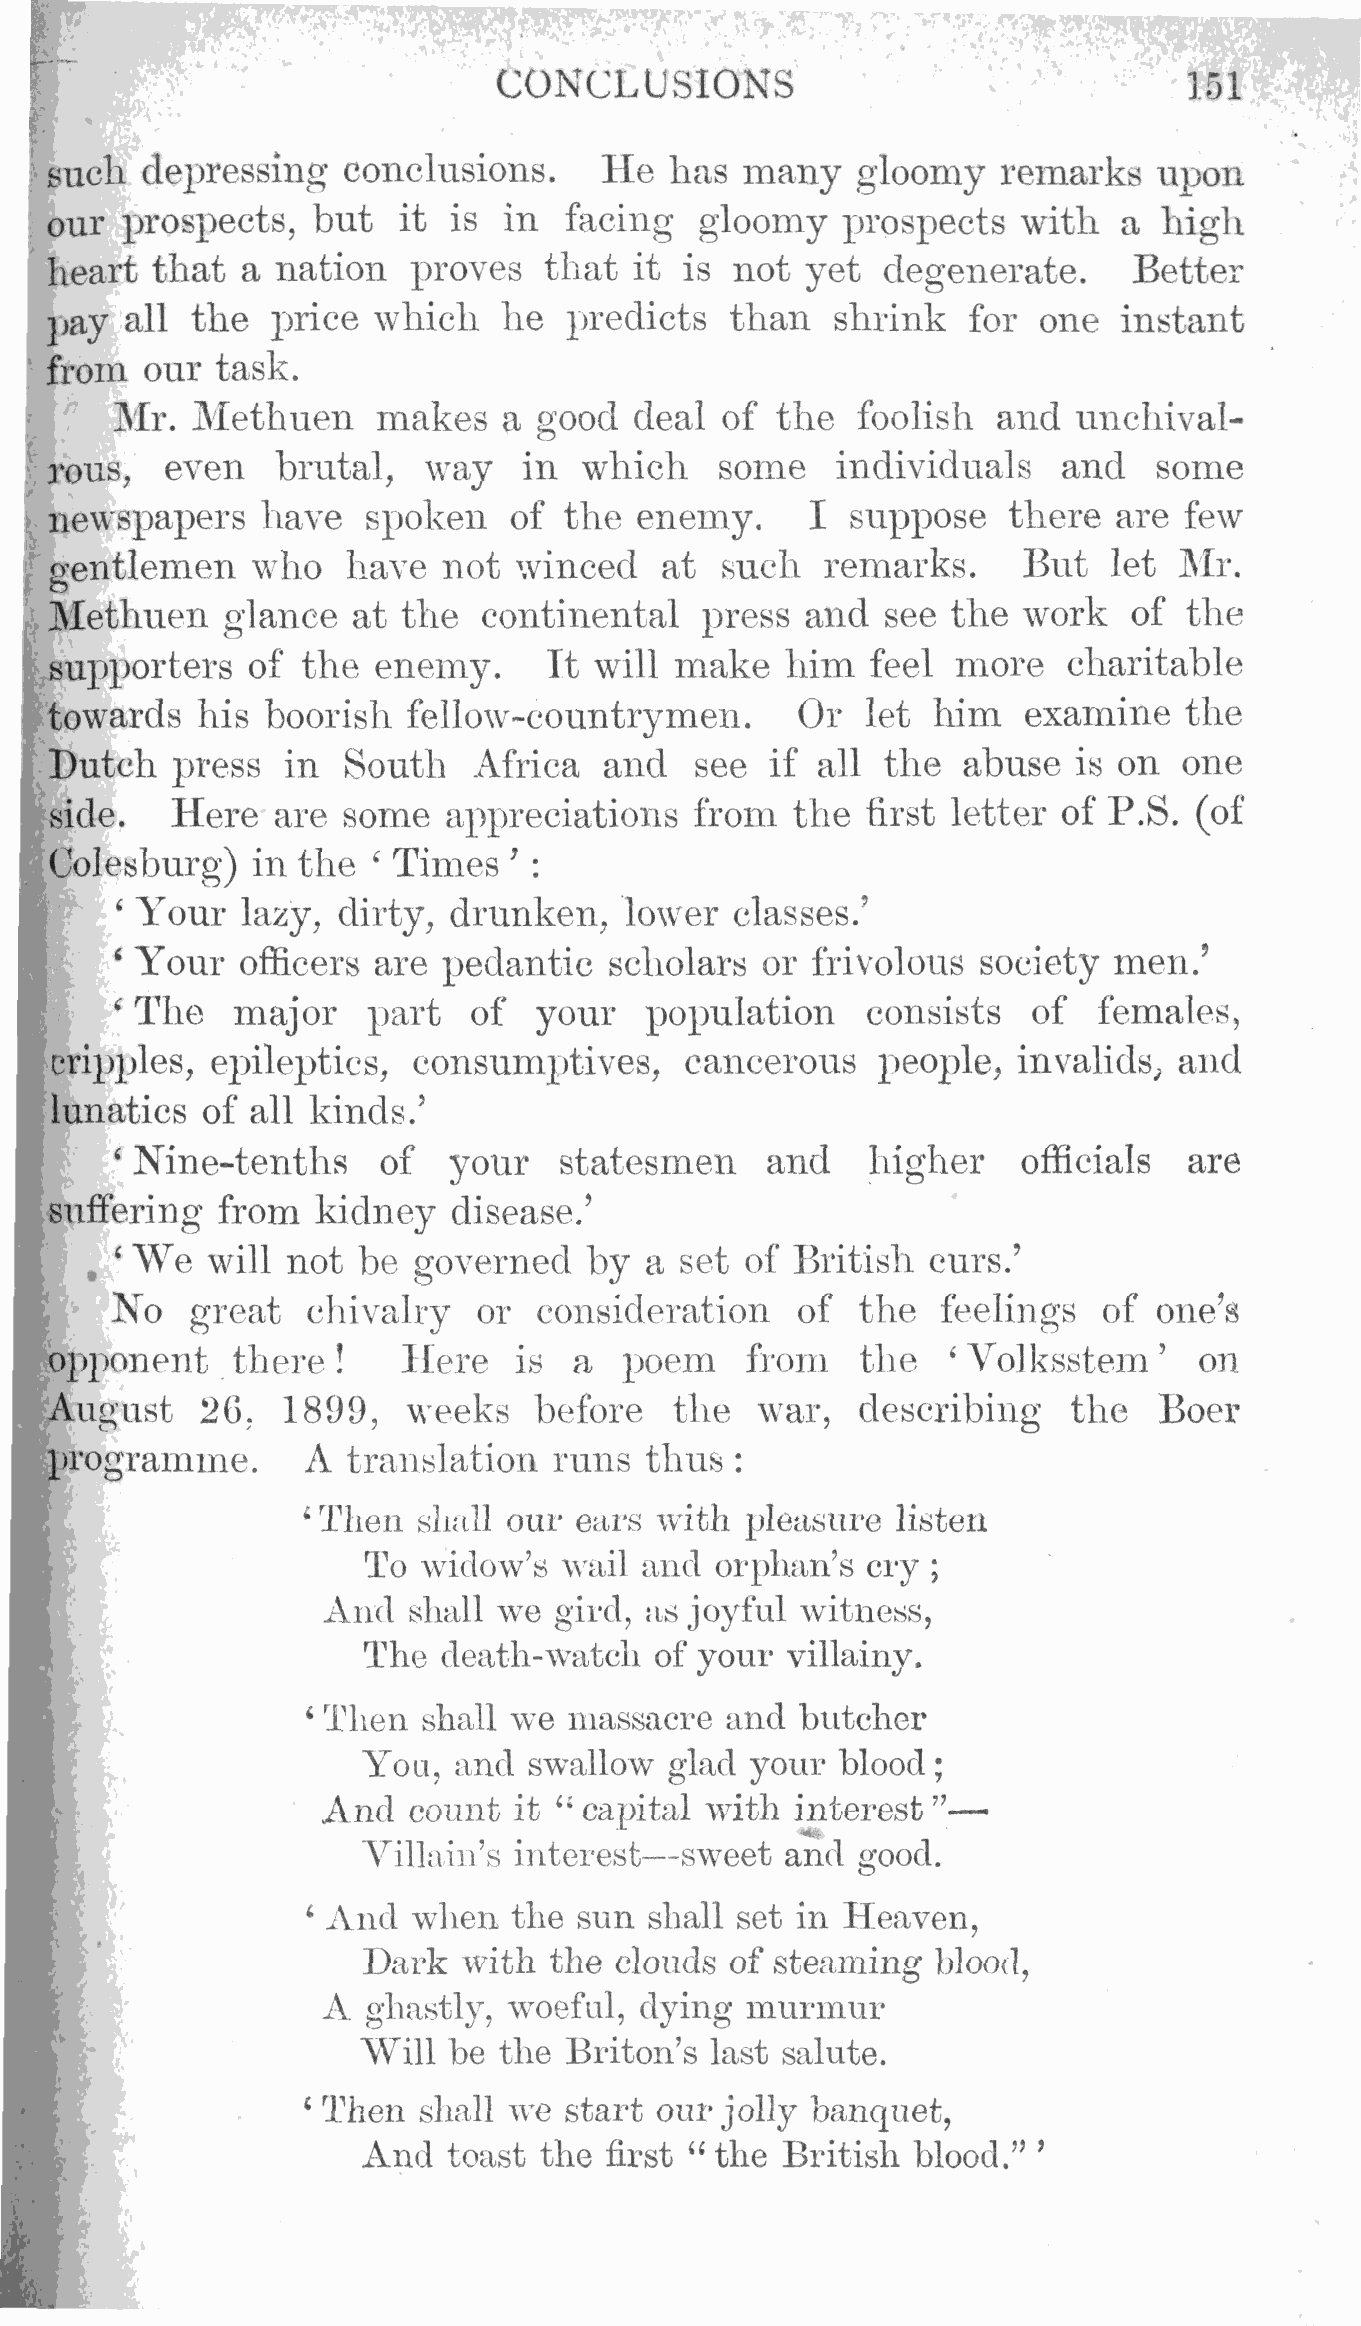 CONCLUSIONS 151
such depressing conclusions. He has many gloomy remarks upon
our prospects, but it is in facing gloomy prospects with a high
heart that a nation proves that it is not yet degenerate. Better
pay all the price which he predicts than shrink for one instant
from our task.
Mr. Methuen makes a good deal of the foolish and unchival-
rous, even brutal, way in which some individuals and some
newspapers have spoken of the enemy. I suppose there are few
gentlemen who have not winced at such remarks. But let Mr.
Methuen glance at the continental press and see the work of the
supporters of the enemy. It will make him feel more charitable
towards his boorish fellow-countrymen. Or let him examine the
Dutch press in South Africa and see if all the abuse is on one
side. Here are some appreciations from the first letter of P.S. (of
Colesburg) in the ‘ Times ’ :
‘ Your lazy, dirty, drunken, lower classes.’
‘ Your officers are pedantic scholars or frivolous society men.’
‘ The major part of your population consists of females,
cripples, epileptics, consumptives, cancerous people, invalids, and
lunatics of all kinds.’
‘ Nine-tenths of your statesmen and higher officials are
suffering from kidney disease.’
‘ We will not be governed by a set of British curs.’
No great chivalry or consideration of the feelings of one’s
opponent there ! Here is a poem from the ‘ Volksstem ’ on
August 26, 1899, weeks before the war, describing the Boer
programme. A translation runs thus :
‘ Then shall our ears with pleasure listen
To widow’s wail and orphan’s cry ;
And shall we gird, as joyful witness,
The death-watch of your villainy.
‘ Then shall we massacre and butcher
You, and swallow glad your blood ;
And count it “ capital with interest ”—
Villain’s interest—sweet and good.
‘ And when the sun shall set in Heaven,
Dark with the clouds of steaming blood,
A ghastly, woeful, dying murmur
Will be the Briton’s last salute.
‘ Then shall we start our jolly banquet,
And toast the first “ the British blood.” ’